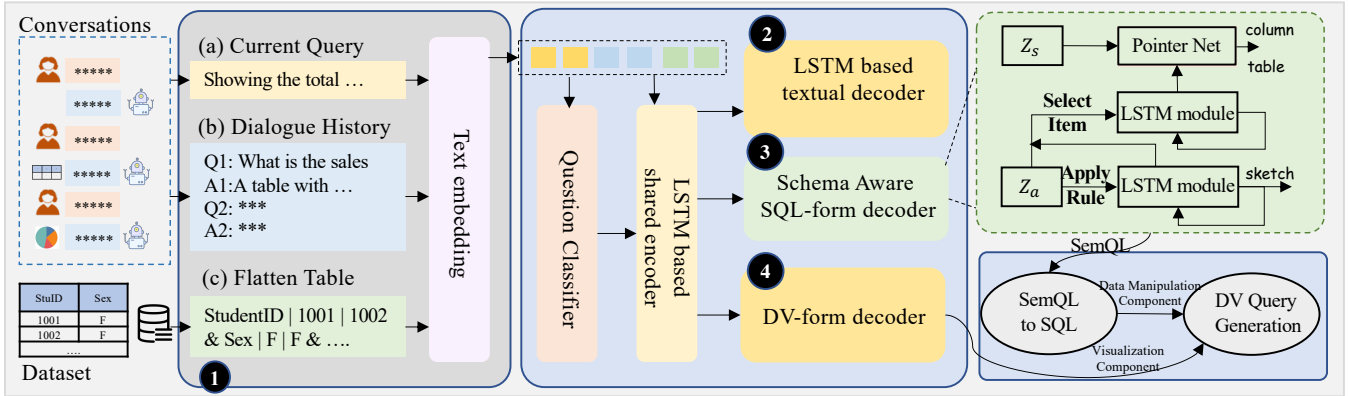 Conversations
*****
*****
*****
*****
*****
*****
StuID Sex
1001 F
1002 F
....
Dataset
(a) Current Query
Showing the total …
(b) Dialogue History
Q1: What is the sales
A1:A table with …
Q2: ***
A2: ***
(c) Flatten Table
StudentID | 1001 | 1002
& Sex | F | F & ….
1
Text embedding
Question Classifier
LSTM based
shared encoder
2
LSTM based
textual decoder
3
Schema Aware
SQL-form decoder
4
DV-form decoder
Zs
Pointer Net
column
table
Select
Item
LSTM module
Za
Apply
Rule
LSTM module
sketch
SemQL
SemQL
to SQL
Data Manipulation
Component
DV Query
Generation
Visualization
Component